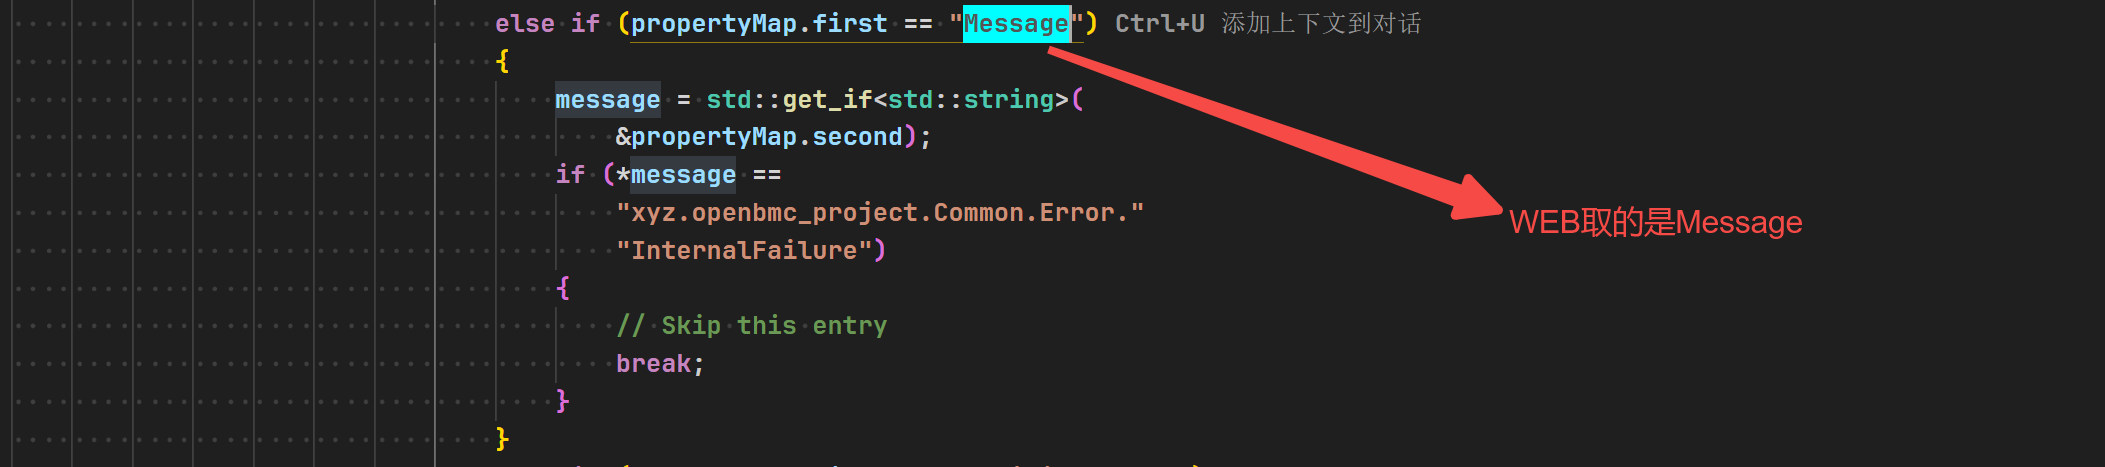 else if (propertyMap.first == "Message") Ctrl+U 添加上下文到对话
{
message = std::get_if<std::string>(
&propertyMap.second);
if (*message ==
"xyz.openbmc_project.Common.Error."
"InternalFailure")
{
// Skip this entry
break;
}
}
WEB取的是Message